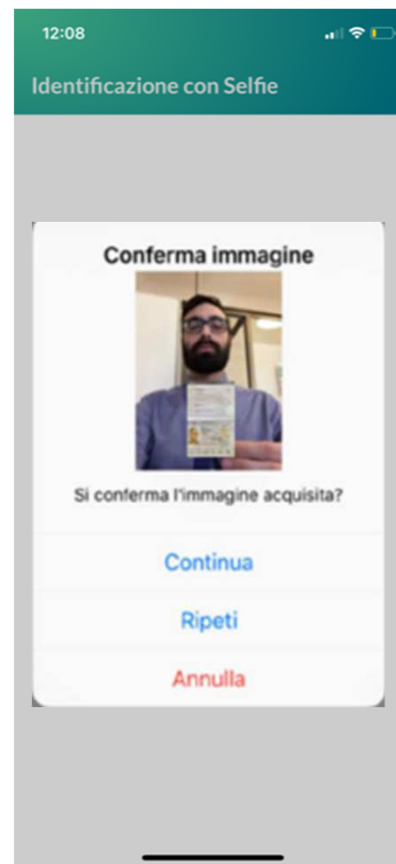 12:08
Identificazione con Selfie
Conferma immagine
Si conferma l'immagine acquisita?
Continua
Ripeti
Annulla